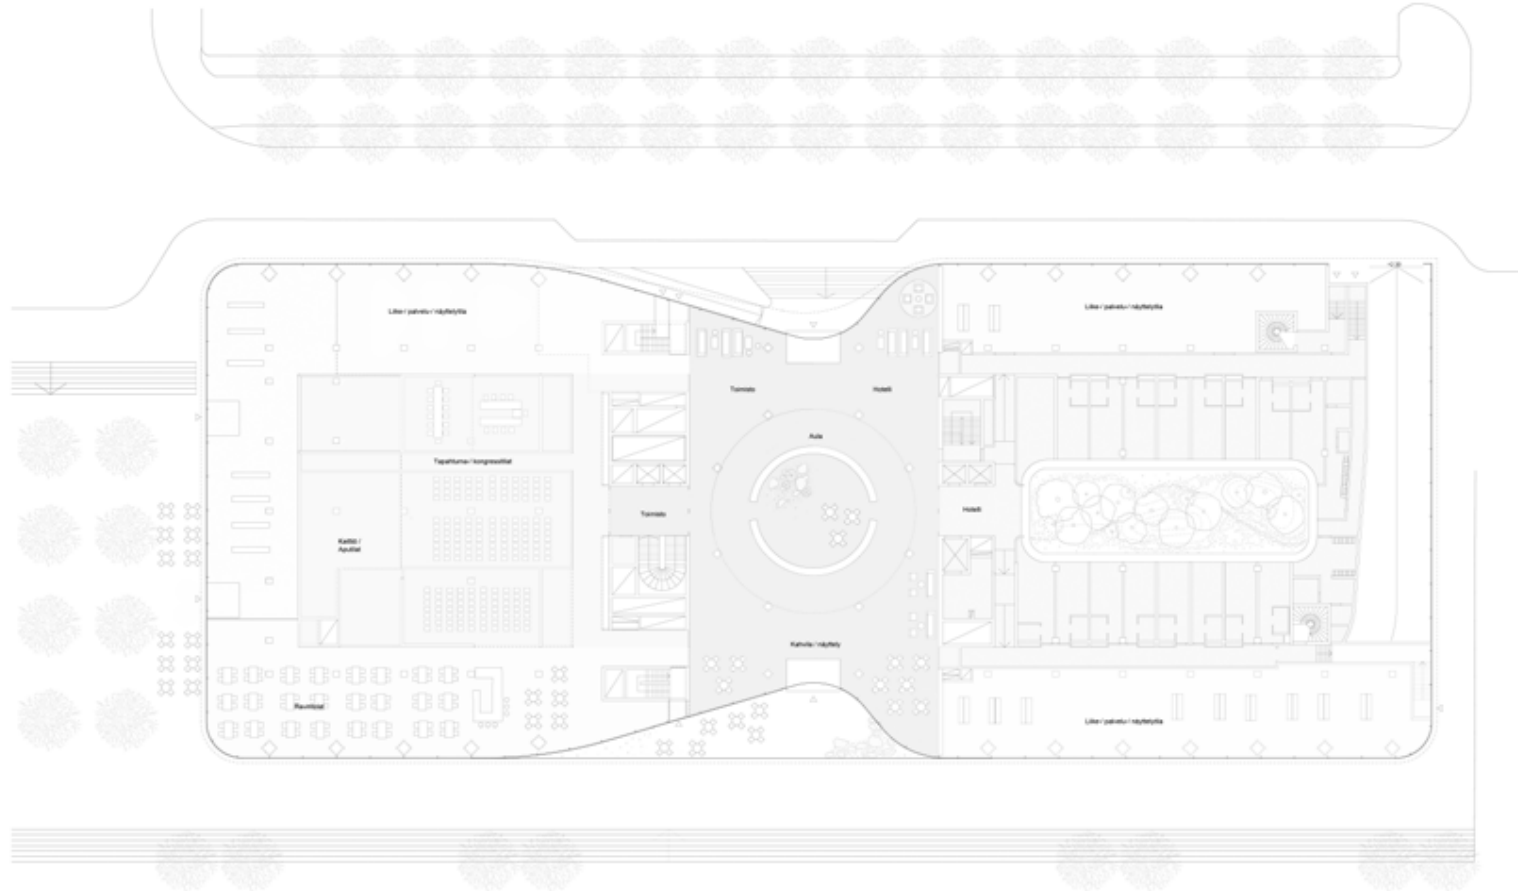 Liike-/ palvelu-/ näyttelytila
Liike-/ palvelu-/ näyttelytila
Toimisto
Hotelli
Aula
Tapahtuma-/ kongressitilat
Toimisto
Hotelli
Keittiö /
Aputilat
Kahvila / näyttely
Ravintolat
Liike-/ palvelu-/ näyttelytila